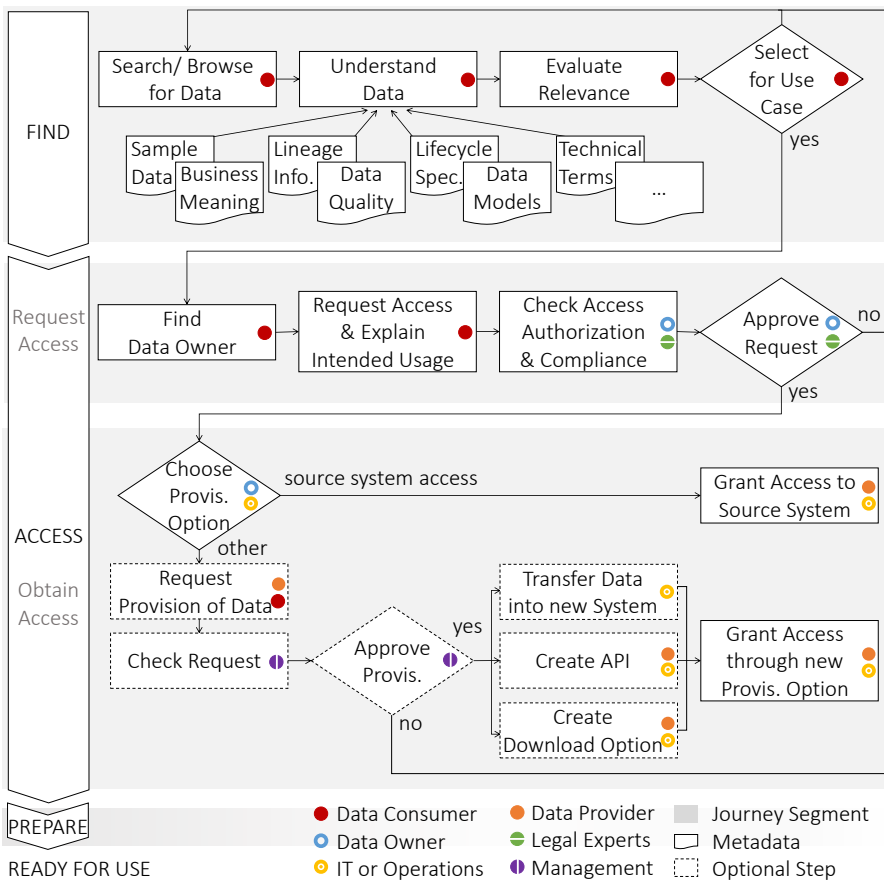 FIND
Search/ Browse
for Data
Understand
Data
Evaluate
Relevance
Select
for Use
Case
yes
Sample
Data
Business
Meaning
Lineage
Info.
Data
Quality
Lifecycle
Spec.
Data
Models
Technical
Terms
...
Request
Access
Find
Data Owner
Request Access
& Explain
Intended Usage
Check Access
Authorization
& Compliance
Approve
Request
no
yes
ACCESS
Obtain
Access
Choose
Provis.
Option
source system access
Grant Access to
Source System
other
Request
Provision of Data
Check Request
Approve
Provis.
yes
no
Transfer Data
into new System
Create API
Create
Download Option
Grant Access
through new
Provis. Option
PREPARE
READY FOR USE
Data Consumer
Data Owner
IT or Operations
Data Provider
Legal Experts
Management
Journey Segment
Metadata
Optional Step